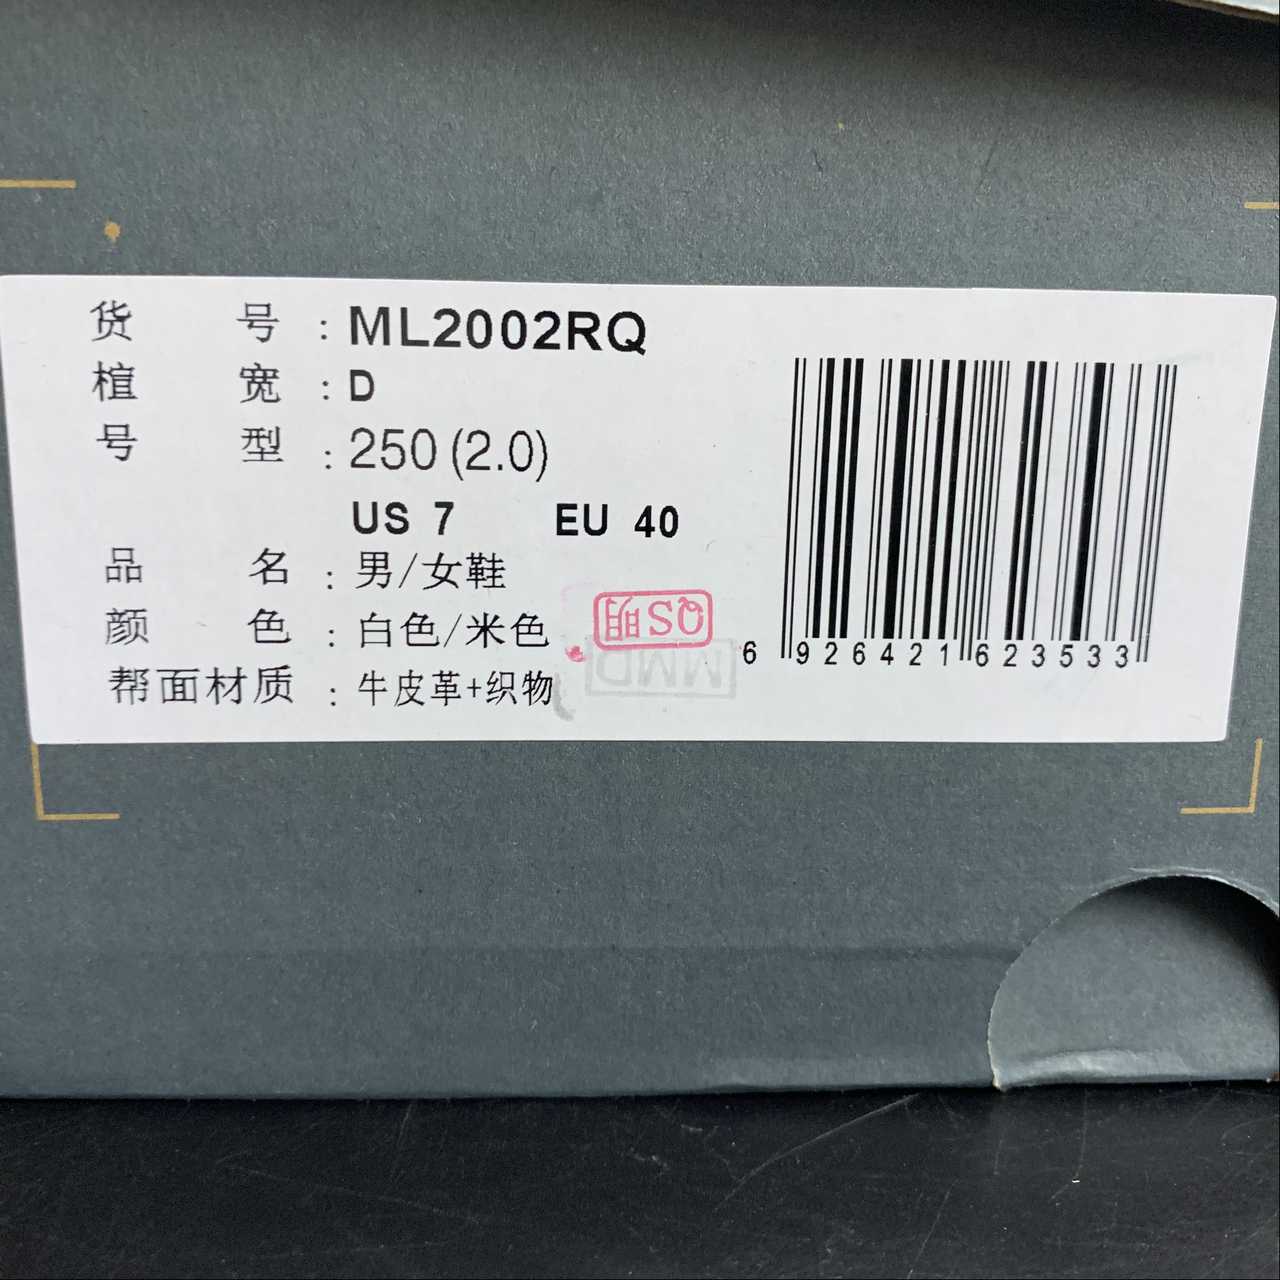 货 号 : ML2002RQ
楦 宽 : D
号 型 : 250 (2.0)
US 7 EU 40
品 名 : 男/女鞋
颜 色 : 白色/米色
帮面材质 : 牛皮革+织物
6 926421 623533